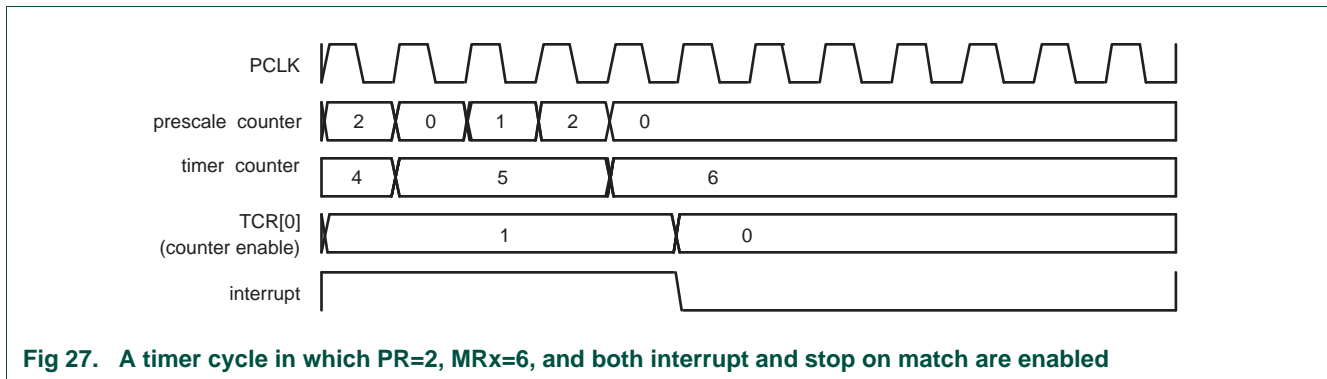 PCLK
prescale counter
2 0 1 2 0
timer counter
4 5 6
TCR[0]
(counter enable)
1 0
interrupt
Fig 27. A timer cycle in which PR=2, MRx=6, and both interrupt and stop on match are enabled